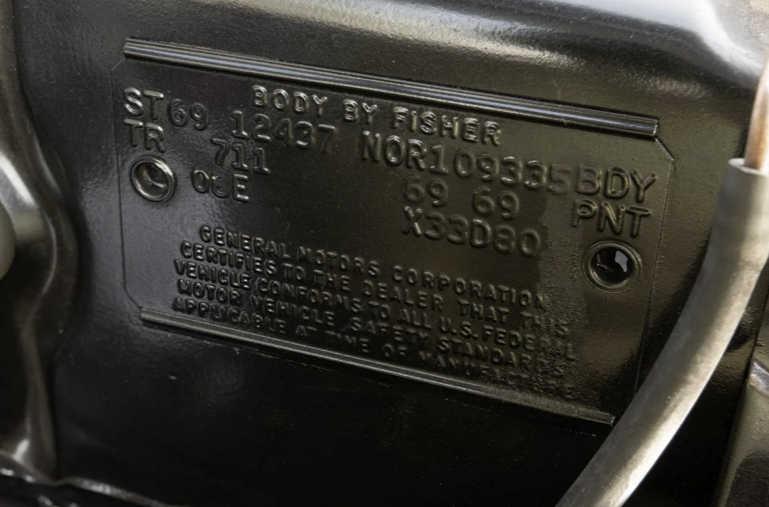 BODY BY FISHER
ST69 12437 NOR109335BDY
TR 711 69 69 PNT
08E X33D80
GENERAL MOTORS CORPORATION
CERTIFIES TO THE DEALER THAT THIS
VEHICLE CONFORMS TO ALL U.S. FEDERAL
MOTOR VEHICLE SAFETY STANDARDS
APPLICABLE AT TIME OF MANUFACTURE